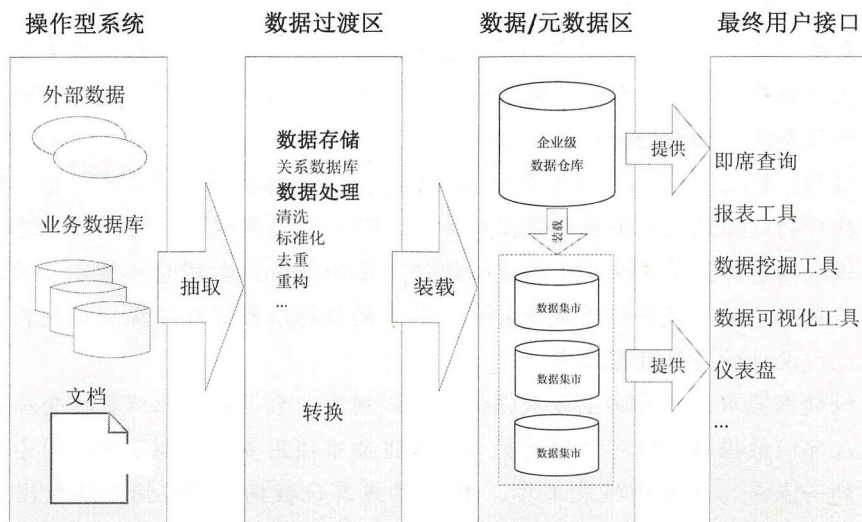 操作型系统
数据过渡区
数据/元数据区
最终用户接口
外部数据
业务数据库
文档
抽取
数据存储
关系数据库
数据处理
清洗
标准化
去重
重构
...
转换
装载
企业级
数据仓库
装载
数据集市
数据集市
数据集市
提供
提供
即席查询
报表工具
数据挖掘工具
数据可视化工具
仪表盘
...